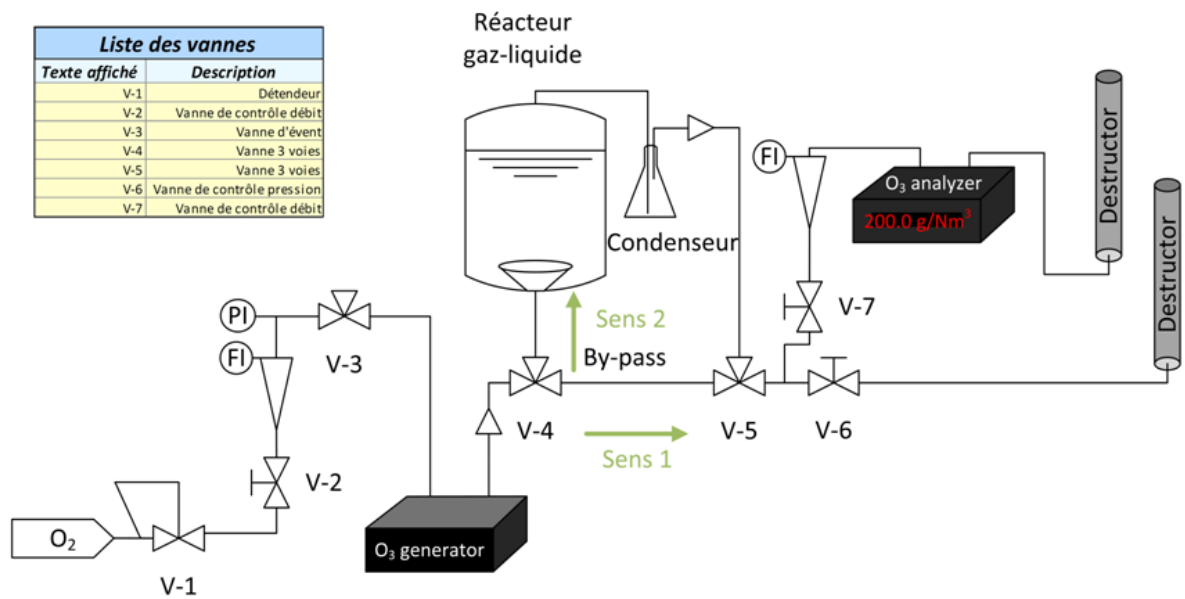 Liste des vannes
Texte affiché Description
V-1 Détendeur
V-2 Vanne de contrôle débit
V-3 Vanne d'évent
V-4 Vanne 3 voies
V-5 Vanne 3 voies
V-6 Vanne de contrôle pression
V-7 Vanne de contrôle débit
Réacteur
gaz-liquide
Condenseur
FI
O₃ analyzer
200.0 g/Nm³
Destructor
Destructor
PI
FI
V-3
Sens 2
By-pass
V-7
V-4
V-5
V-6
Sens 1
V-2
O₂
V-1
O₃ generator